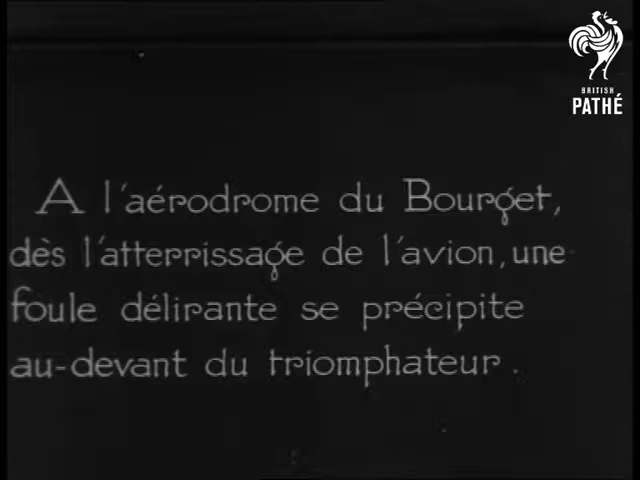 BRITISH
PATHÉ
A l'aérodrome du Bourget,
dès l'atterrissage de l'avion, une
foule délirante se précipite
au-devant du triomphateur.